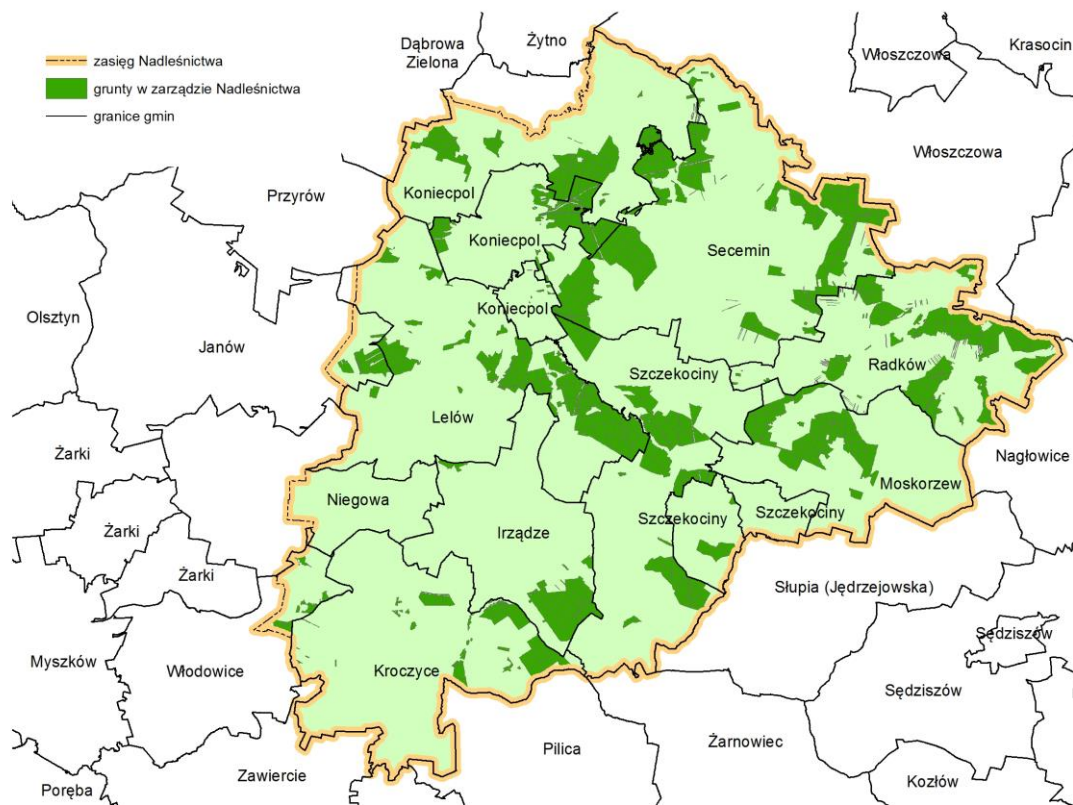 zasięg Nadleśnictwa
grunty w zarządzie Nadleśnictwa
granice gmin
Dąbrowa
Zielona
Żytno
Włoszczowa
Krasocin
Włoszczowa
Przyrów
Koniecpol
Koniecpol
Secemin
Koniecpol
Olsztyn
Janów
Szczekociny
Radków
Lelów
Żarki
Nagłowice
Moskorzew
Niegowa
Żarki
Irządze
Szczekociny
Szczekociny
Żarki
Słupia (Jędrzejowska)
Sędziszów
Myszków
Włodowice
Kroczyce
Sędziszów
Pilica
Żarnowiec
Zawiercie
Poręba
Kozłów